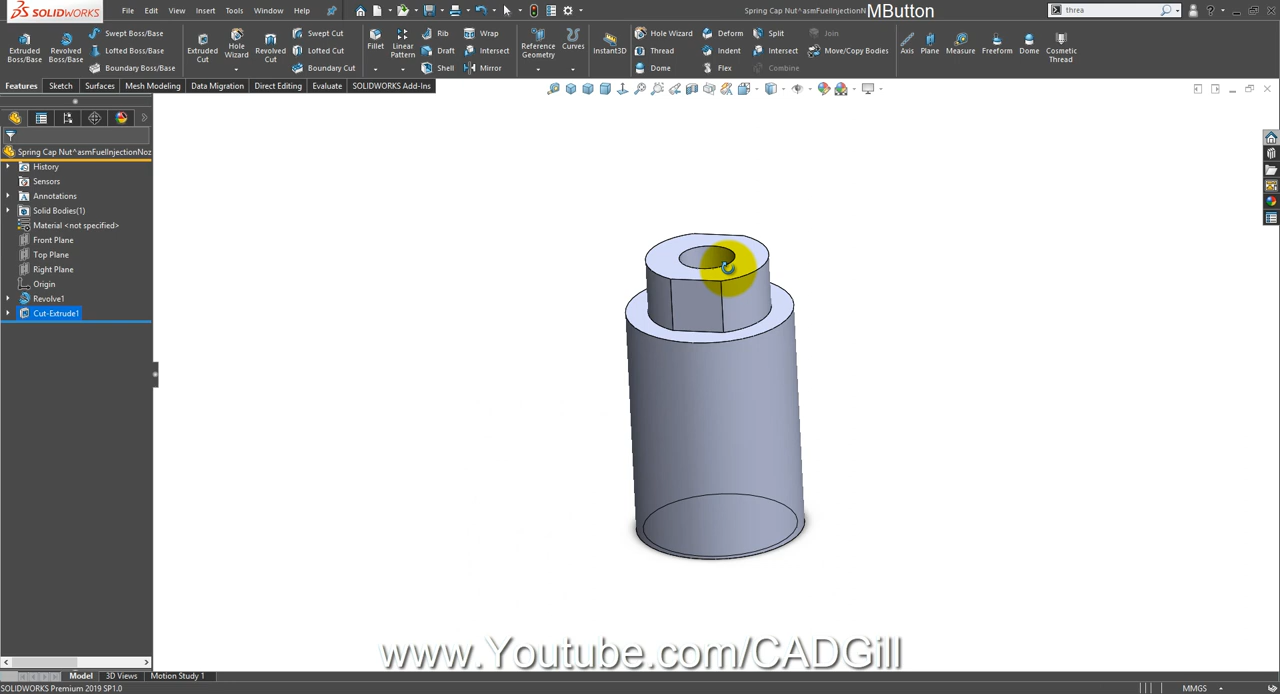 SOLIDWORKS File Edit View Insert Tools Window Help Spring Cap Nut^asmFuelInjectionN MButton threa
Extruded Boss/Base Revolved Boss/Base Swept Boss/Base Lofted Boss/Base Boundary Boss/Base Extruded Cut Hole Wizard Revolved Cut Swept Cut Lofted Cut Boundary Cut Fillet Linear Pattern Rib Draft Shell Wrap Intersect Mirror Reference Geometry Curves Instant3D Hole Wizard Thread Dome Deform Indent Flex Split Intersect Combine Join Move/Copy Bodies Axis Plane Measure Freeform Dome Cosmetic Thread
Features Sketch Surfaces Mesh Modeling Data Migration Direct Editing Evaluate SOLIDWORKS Add-Ins
Spring Cap Nut^asmFuelInjectionNoz
History
Sensors
Annotations
Solid Bodies(1)
Material <not specified>
Front Plane
Top Plane
Right Plane
Origin
Revolve1
Cut-Extrude1
www.Youtube.com/CADGill
Model 3D Views Motion Study 1
SOLIDWORKS Premium 2019 SP1.0 MMGS